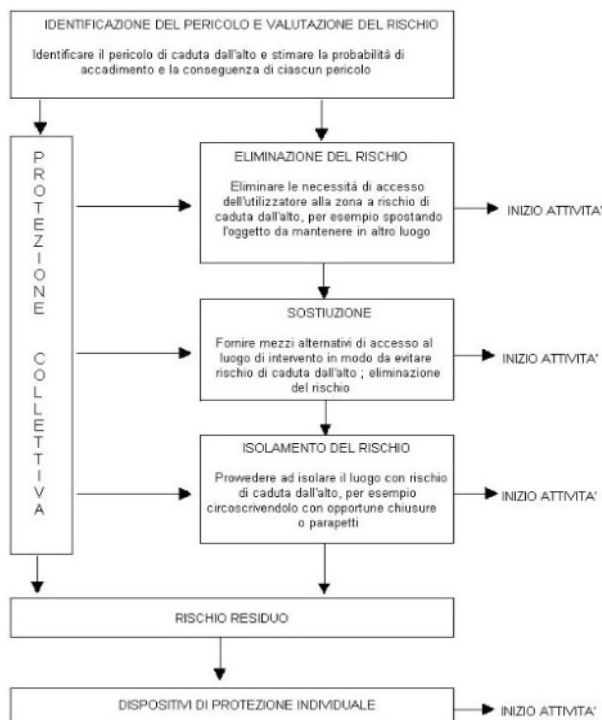 IDENTIFICAZIONE DEL PERICOLO E VALUTAZIONE DEL RISCHIO
Identificare il pericolo di caduta dall'alto e stimare la probabilità di
accadimento e la conseguenza di ciascun pericolo
PROTEZIONE COLLETTIVA
ELIMINAZIONE DEL RISCHIO
Eliminare le necessità di accesso
dell'utilizzatore alla zona a rischio di
caduta dall'alto, per esempio spostando
l'oggetto da mantenere in altro luogo
INIZIO ATTIVITA'
SOSTIUZIONE
Fornire mezzi alternativi di accesso al
luogo di intervento in modo da evitare
rischio di caduta dall'alto ; eliminazione
del rischio
INIZIO ATTIVITA'
ISOLAMENTO DEL RISCHIO
Provvedere ad isolare il luogo con rischio
di caduta dall'alto, per esempio
circoscrivendolo con opportune chiusure
o parapetti
INIZIO ATTIVITA'
RISCHIO RESIDUO
DISPOSITIVI DI PROTEZIONE INDIVIDUALE
INIZIO ATTIVITA'